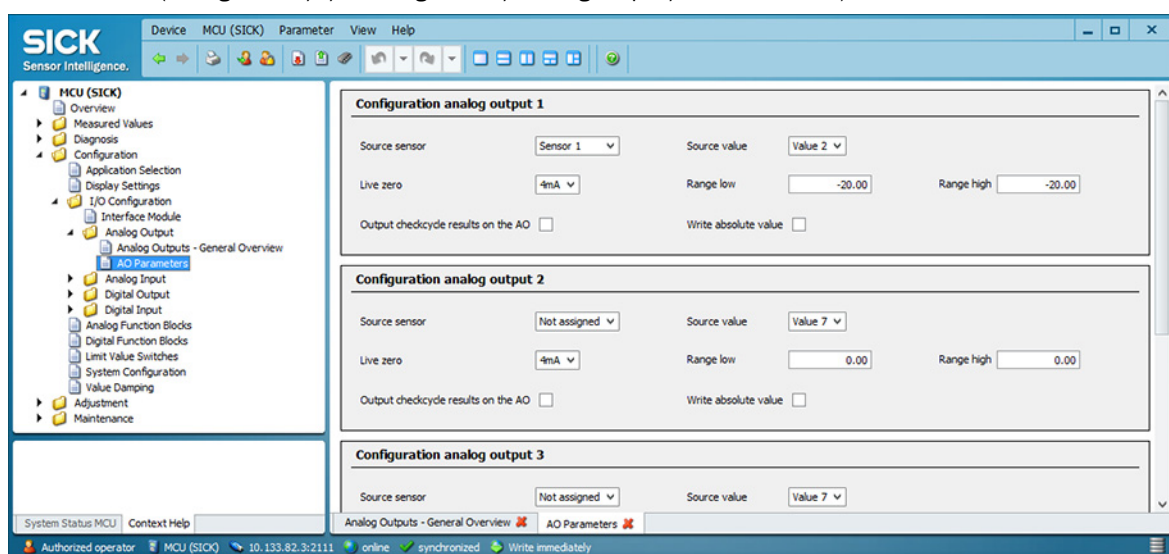 SICK
Sensor Intelligence.
Device MCU (SICK) Parameter View Help
MCU (SICK)
Overview
Measured Values
Diagnosis
Configuration
Application Selection
Display Settings
I/O Configuration
Interface Module
Analog Output
Analog Outputs - General Overview
AO Parameters
Analog Input
Digital Output
Digital Input
Analog Function Blocks
Digital Function Blocks
Limit Value Switches
System Configuration
Value Damping
Adjustment
Maintenance
System Status MCU Context Help
Configuration analog output 1
Source sensor Sensor 1 Source value Value 2
Live zero 4mA Range low -20.00 Range high -20.00
Output checkcycle results on the AO Write absolute value
Configuration analog output 2
Source sensor Not assigned Source value Value 7
Live zero 4mA Range low 0.00 Range high 0.00
Output checkcycle results on the AO Write absolute value
Configuration analog output 3
Source sensor Not assigned Source value Value 7
Analog Outputs - General Overview AO Parameters
Authorized operator MCU (SICK) 10.133.82.3:2111 online synchronized Write immediately